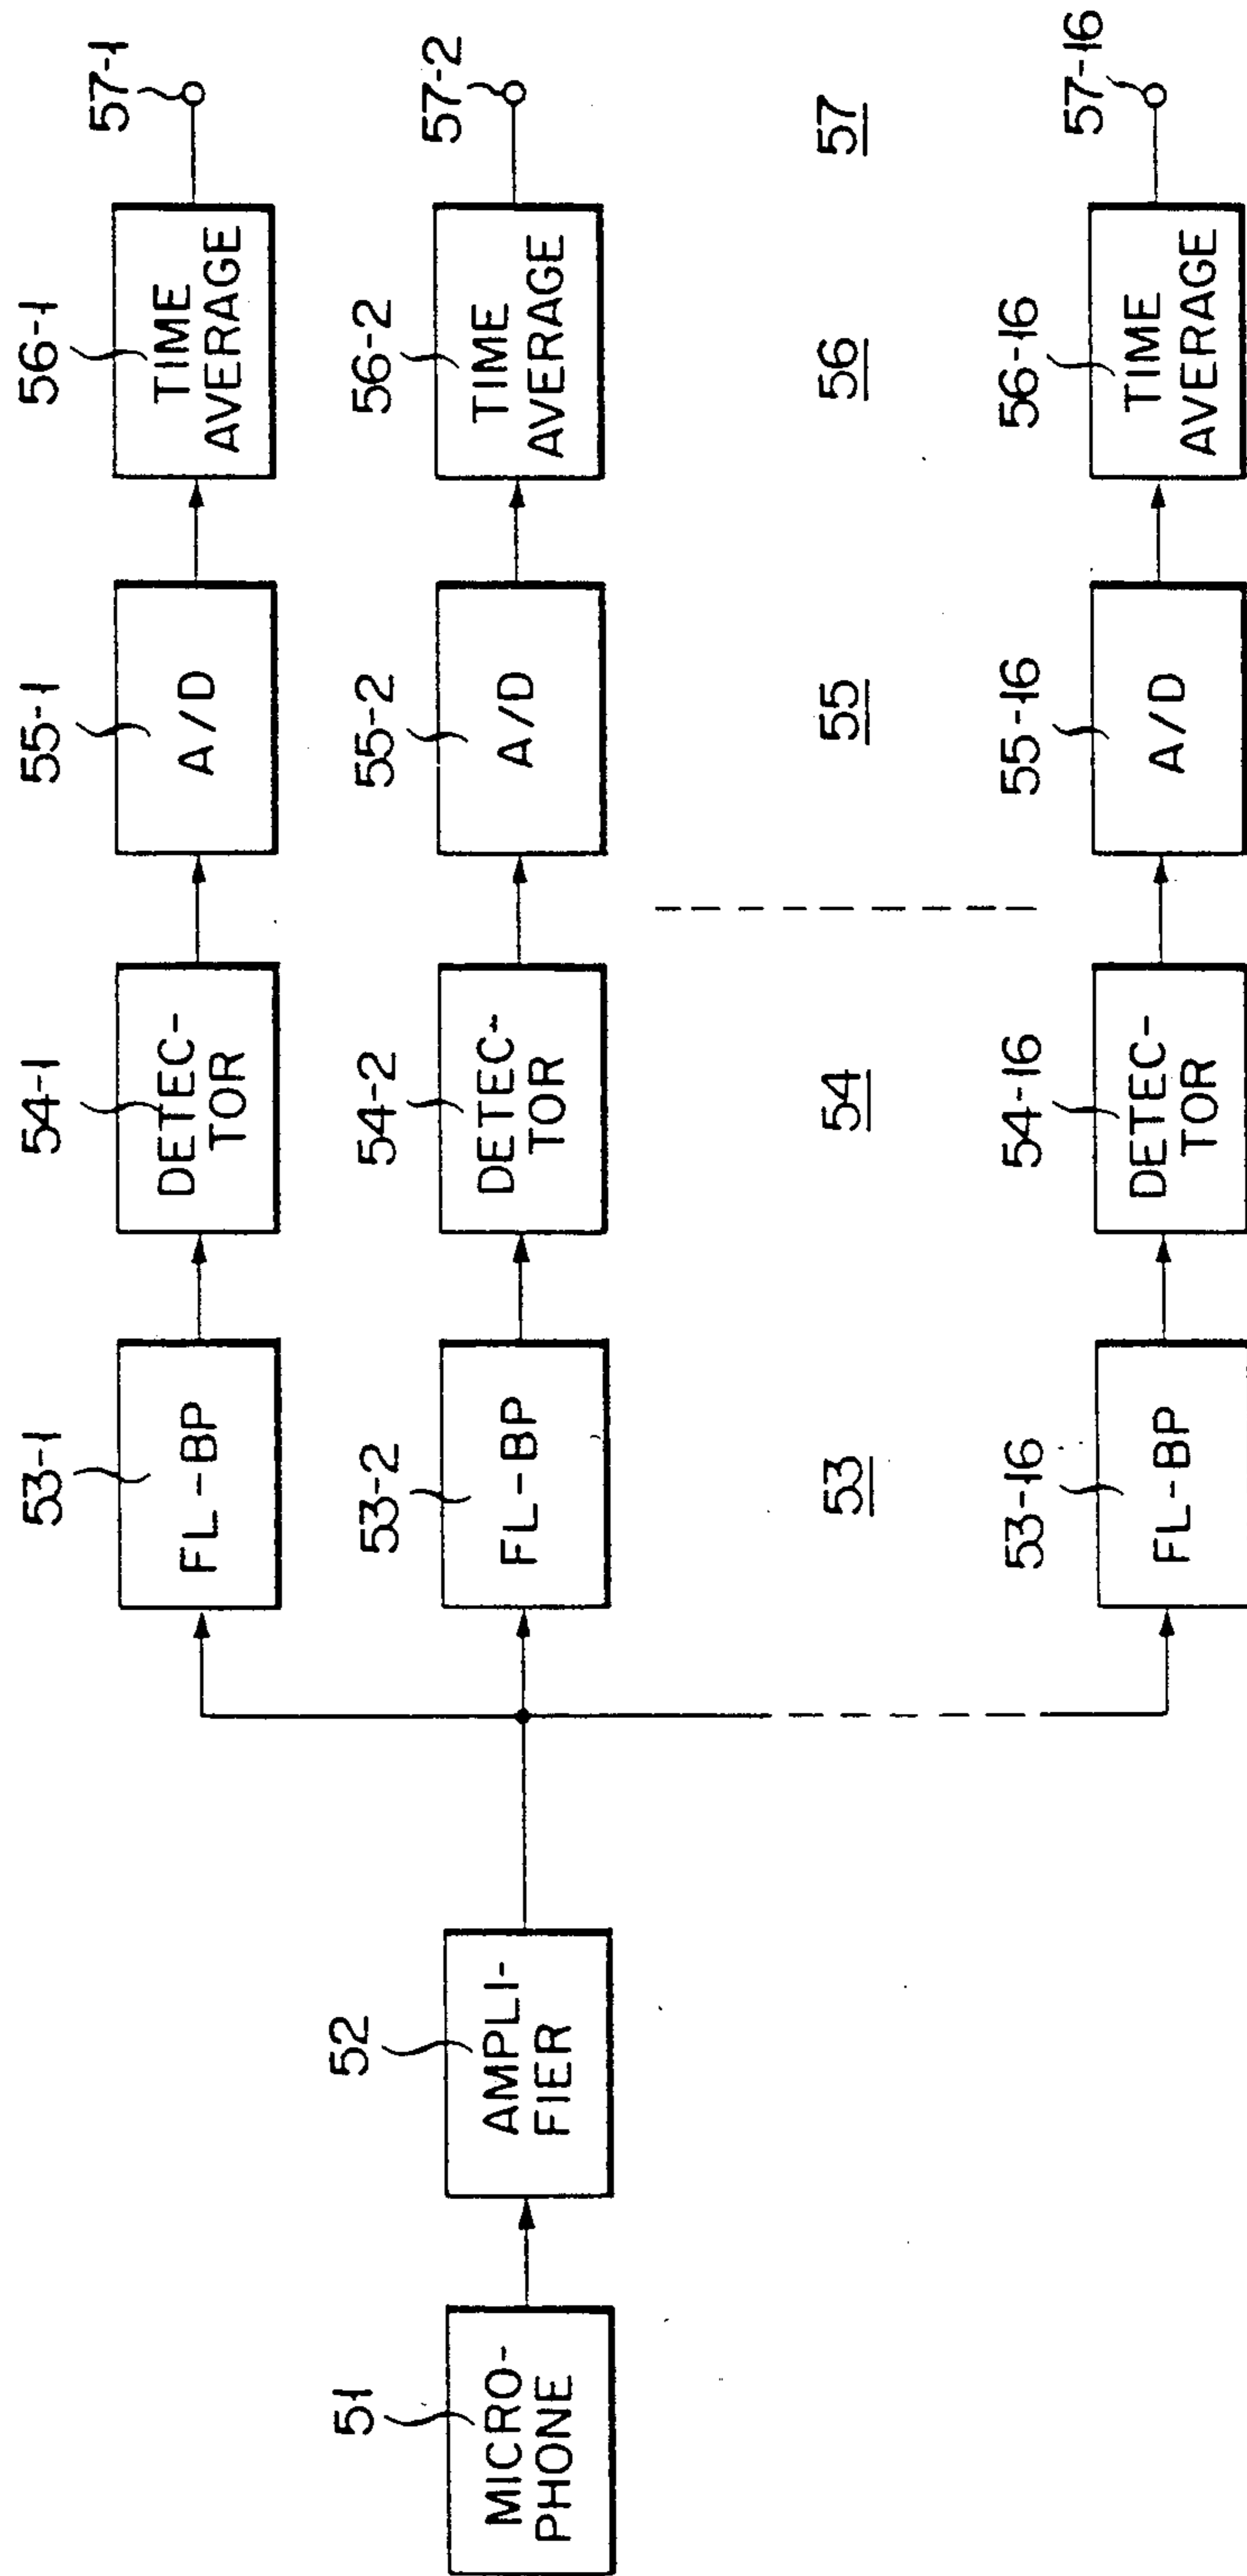 53-1
54-1
55-1
56-1
57-1
FL-BP
DETEC-
TOR
A/D
TIME
AVERAGE
51
52
53-2
54-2
55-2
56-2
57-2
MICRO-
PHONE
AMPLI-
FIER
FL-BP
DETEC-
TOR
A/D
TIME
AVERAGE
53
54
55
56
57
53-16
54-16
55-16
56-16
57-16
FL-BP
DETEC-
TOR
A/D
TIME
AVERAGE